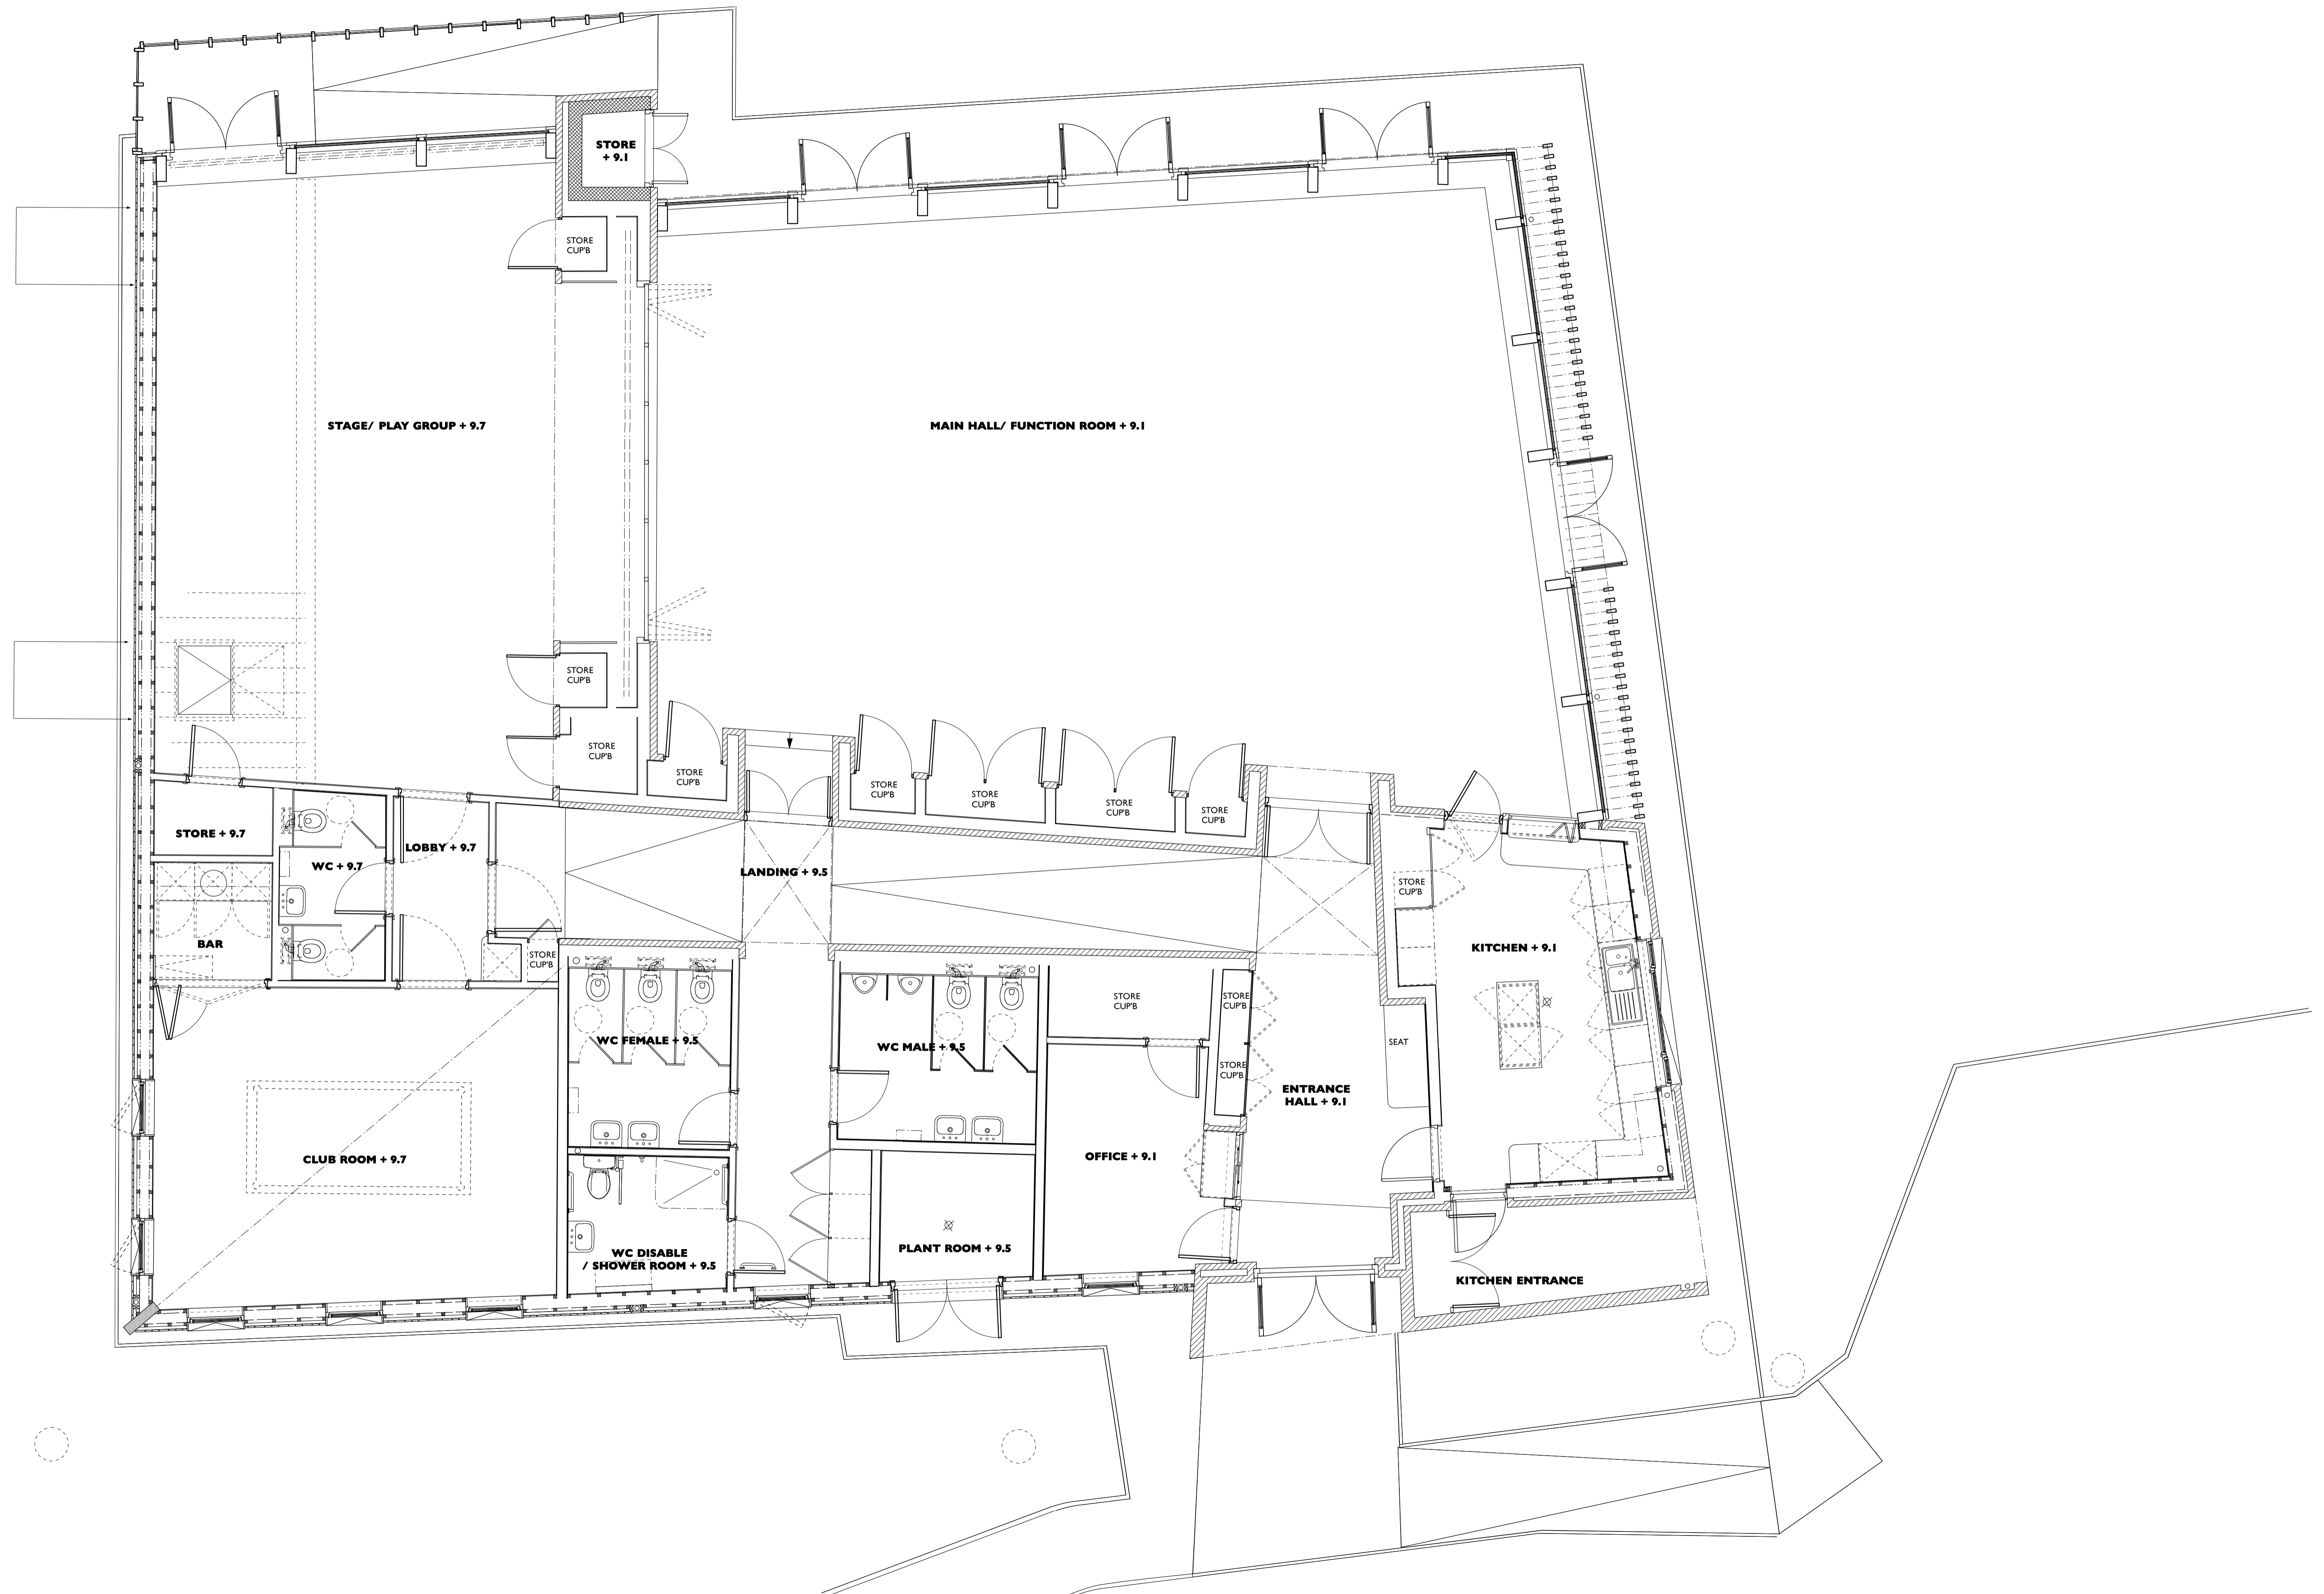 STORE
+ 9.1
STORE
CUP'B
STAGE/ PLAY GROUP + 9.7
MAIN HALL/ FUNCTION ROOM + 9.1
STORE
CUP'B
STORE
CUP'B
STORE
CUP'B
STORE
CUP'B
STORE
CUP'B
STORE
CUP'B
STORE
CUP'B
STORE + 9.7
LOBBY + 9.7
WC + 9.7
LANDING + 9.5
STORE
CUP'B
BAR
STORE
CUP'B
KITCHEN + 9.1
STORE
CUP'B
STORE
CUP'B
WC FEMALE + 9.5
WC MALE + 9.5
SEAT
STORE
CUP'B
ENTRANCE
HALL + 9.1
CLUB ROOM + 9.7
OFFICE + 9.1
WC DISABLE
/ SHOWER ROOM + 9.5
PLANT ROOM + 9.5
KITCHEN ENTRANCE